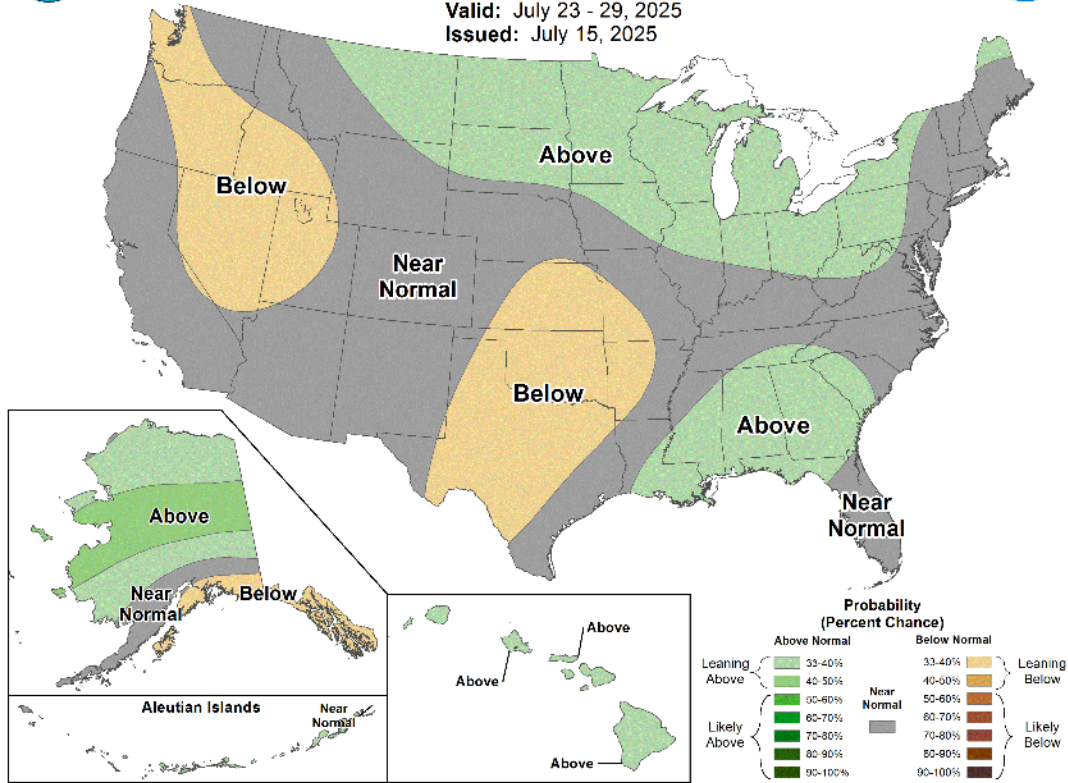 Valid: July 23 - 29, 2025
Issued: July 15, 2025
Above
Below
Near
Normal
Below
Above
Near
Normal
Above
Near
Normal
Below
Above
Above
Above
Aleutian Islands
Near
Normal
Probability
(Percent Chance)
Above Normal
Below Normal
Leaning
Above
33-40%
40-50%
Likely
Above
50-60%
60-70%
70-80%
80-90%
90-100%
Near
Normal
33-40%
40-50%
Leaning
Below
50-60%
60-70%
70-80%
80-90%
90-100%
Likely
Below